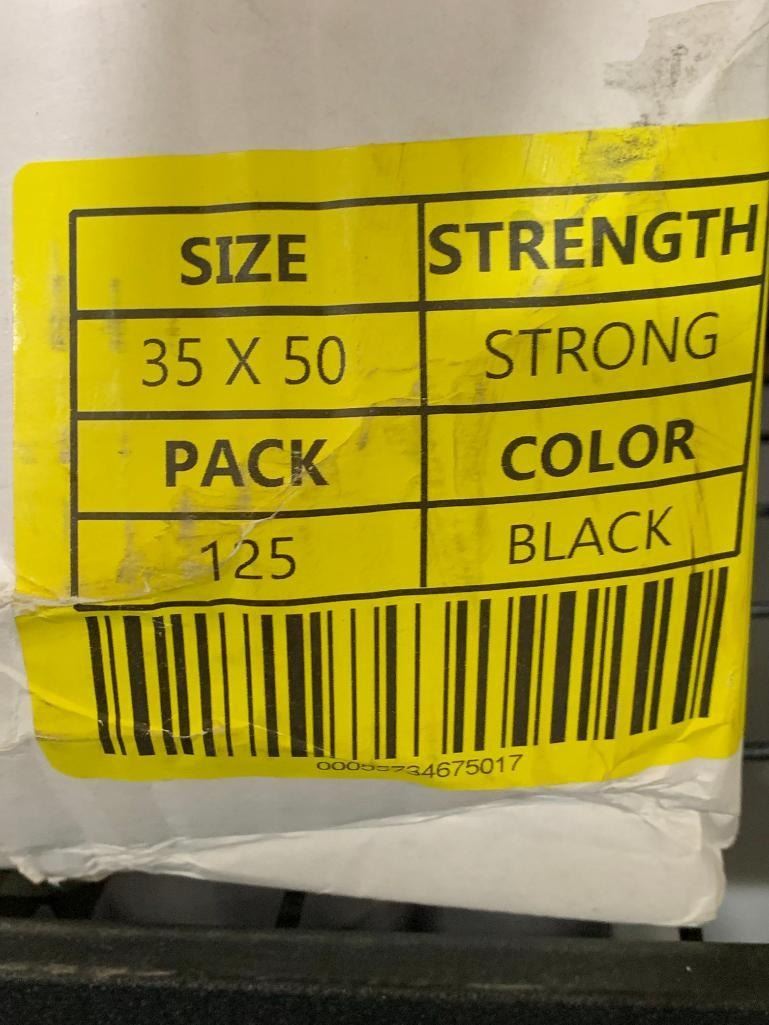 SIZE STRENGTH
35 X 50 STRONG
PACK COLOR
125 BLACK